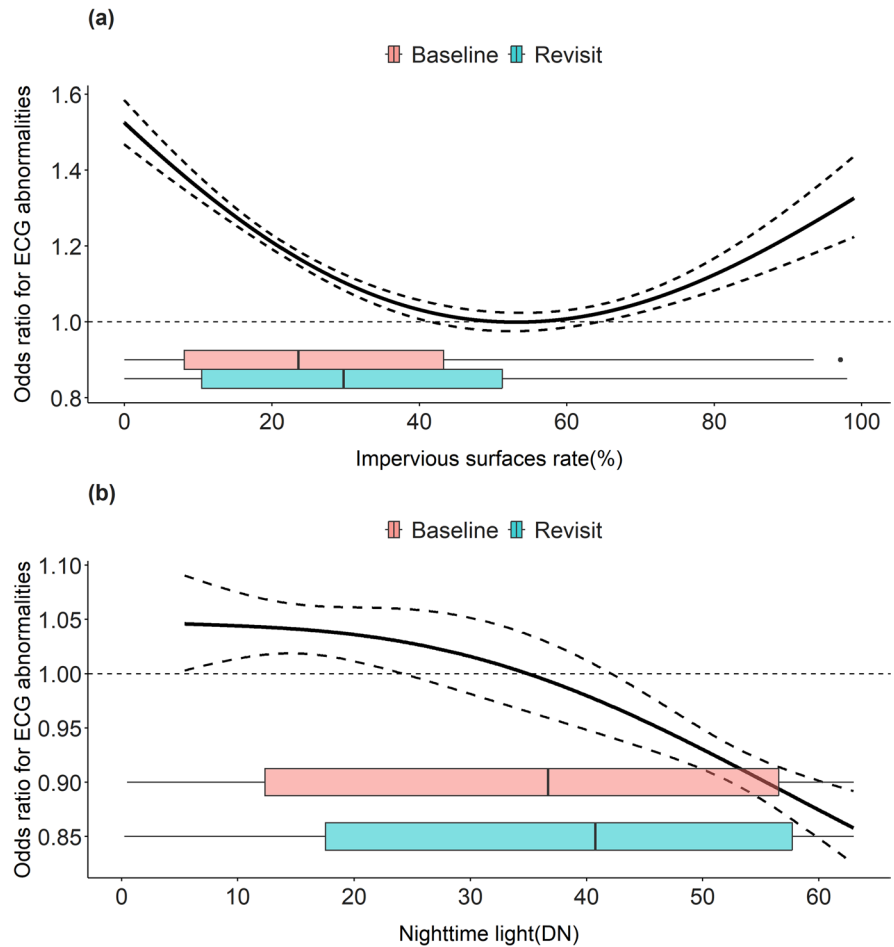 (a)
Baseline Revisit
Odds ratio for ECG abnormalities
1.6
1.4
1.2
1.0
0.8
0 20 40 60 80 100
Impervious surfaces rate(%)
(b)
Baseline Revisit
Odds ratio for ECG abnormalities
1.10
1.05
1.00
0.95
0.90
0.85
0 10 20 30 40 50 60
Nighttime light(DN)